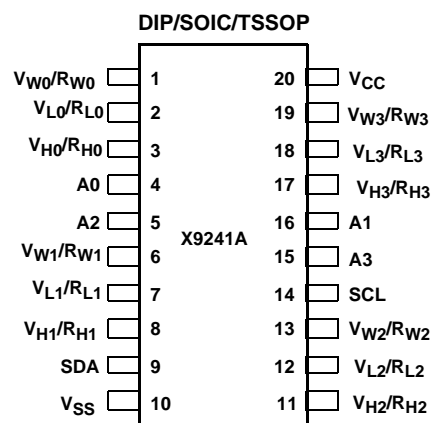 DIP/SOIC/TSSOP
VW0/RW0 1 20 VCC
VL0/RL0 2 19 VW3/RW3
VH0/RH0 3 18 VL3/RL3
A0 4 17 VH3/RH3
A2 5 16 A1
X9241A
VW1/RW1 6 15 A3
VL1/RL1 7 14 SCL
VH1/RH1 8 13 VW2/RW2
SDA 9 12 VL2/RL2
VSS 10 11 VH2/RH2